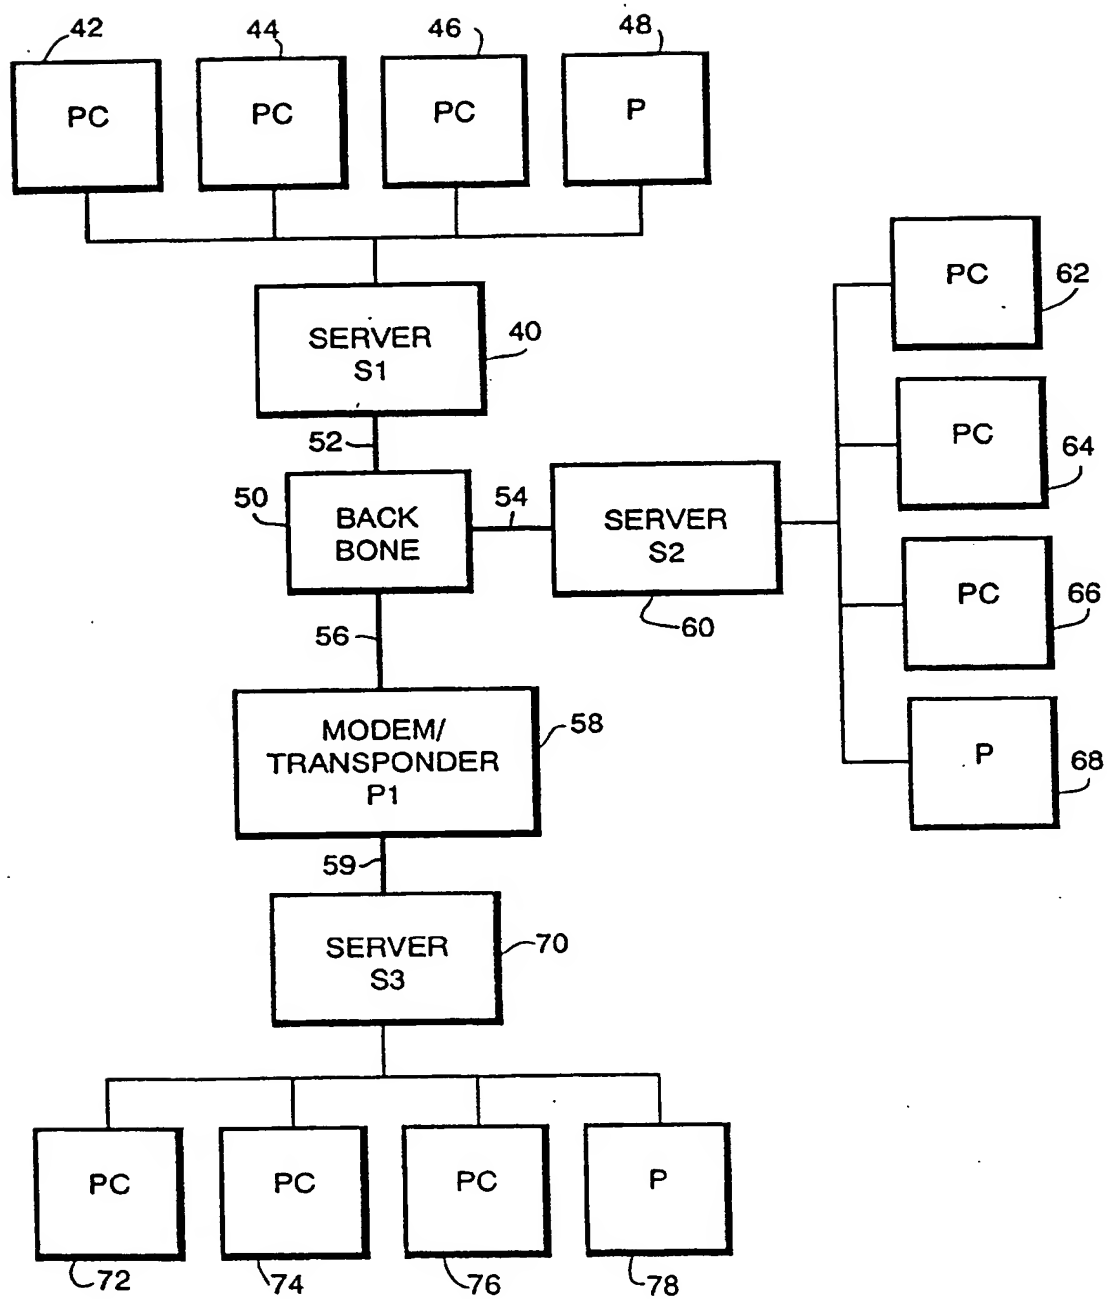 42
44
46
48
PC
PC
PC
P
SERVER
S1
40
52
50
BACK
BONE
54
SERVER
S2
60
PC
62
PC
64
PC
66
P
68
56
MODEM/
TRANSPONDER
P1
58
59
SERVER
S3
70
PC
PC
PC
P
72
74
76
78